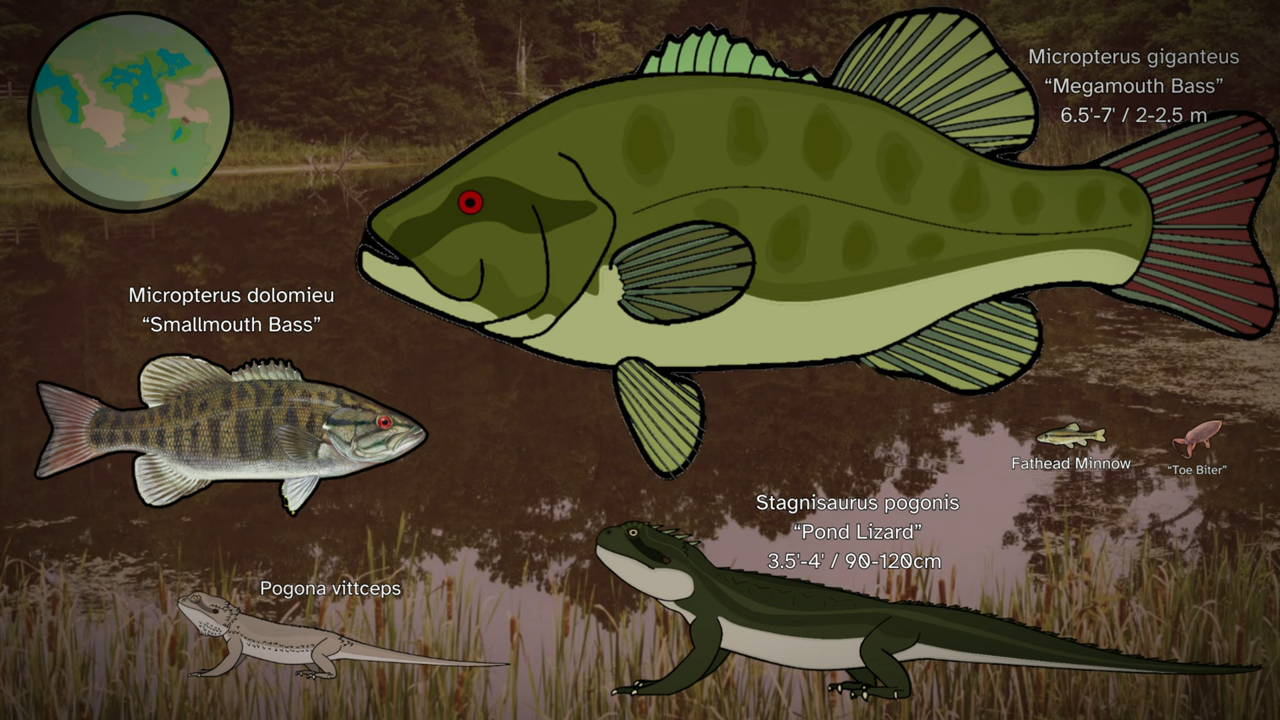 Micropterus giganteus
“Megamouth Bass”
6.5'-7' / 2-2.5 m
Micropterus dolomieu
“Smallmouth Bass”
Fathead Minnow
“Toe Biter”
Stagnisaurus pogonis
“Pond Lizard”
3.5'-4' / 90-120cm
Pogona vittceps